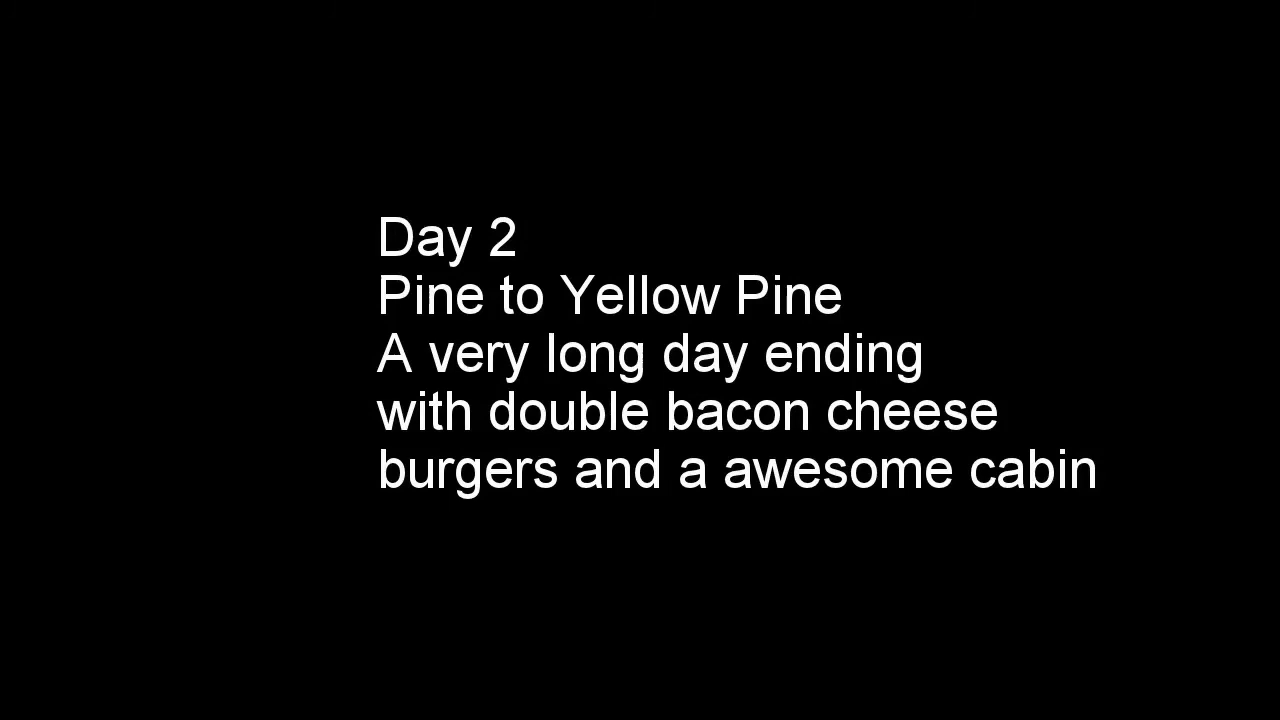 Day 2
Pine to Yellow Pine
A very long day ending
with double bacon cheese
burgers and a awesome cabin